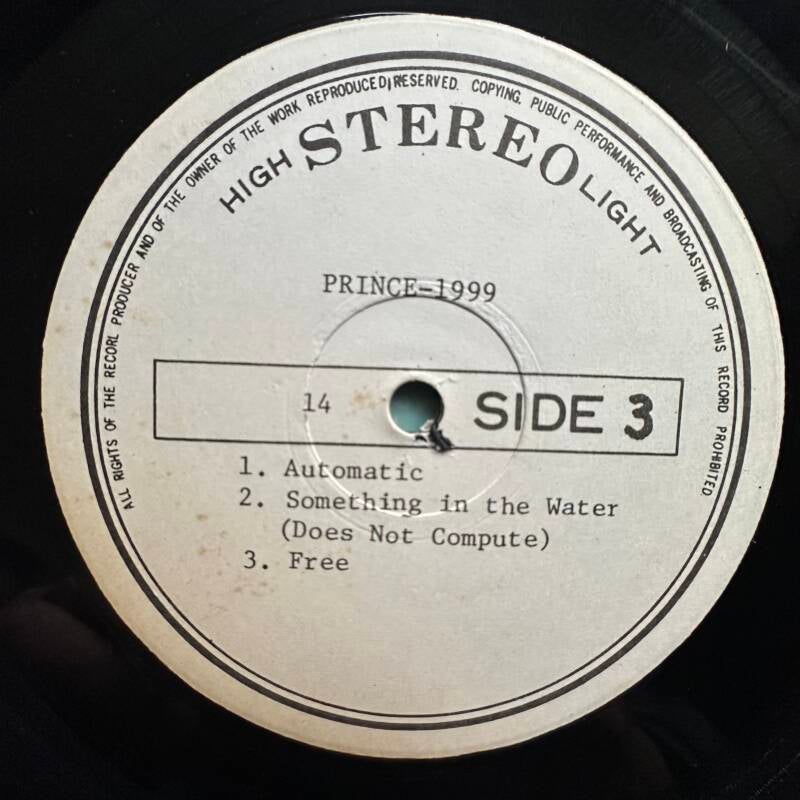 ALL RIGHTS OF THE RECORL PRODUCER AND OF THE OWNER OF THE WORK REPRODUCED RESERVED. COPYING, PUBLIC PERFORMANCE AND BROADCASTING OF THIS RECORD PROHIBITED
HIGH STEREO LIGHT
PRINCE-1999
14 SIDE 3
1. Automatic
2. Something in the Water
(Does Not Compute)
3. Free